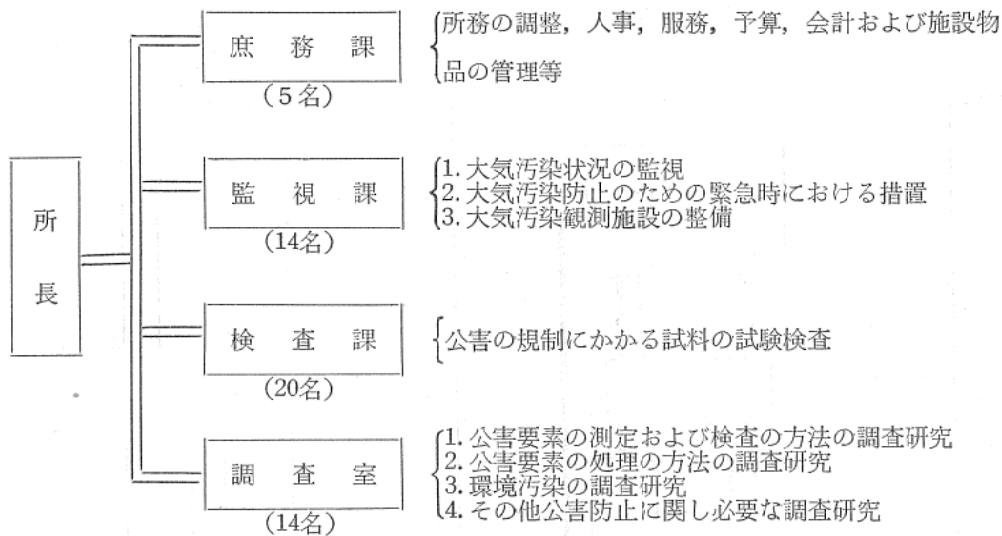 所長
庶務課
(5名)
所務の調整,人事,服務,予算,会計および施設物
品の管理等
監視課
(14名)
1. 大気汚染状況の監視
2. 大気汚染防止のための緊急時における措置
3. 大気汚染観測施設の整備
検査課
(20名)
公害の規制にかかる試料の試験検査
調査室
(14名)
1. 公害要素の測定および検査の方法の調査研究
2. 公害要素の処理の方法の調査研究
3. 環境汚染の調査研究
4. その他公害防止に関し必要な調査研究